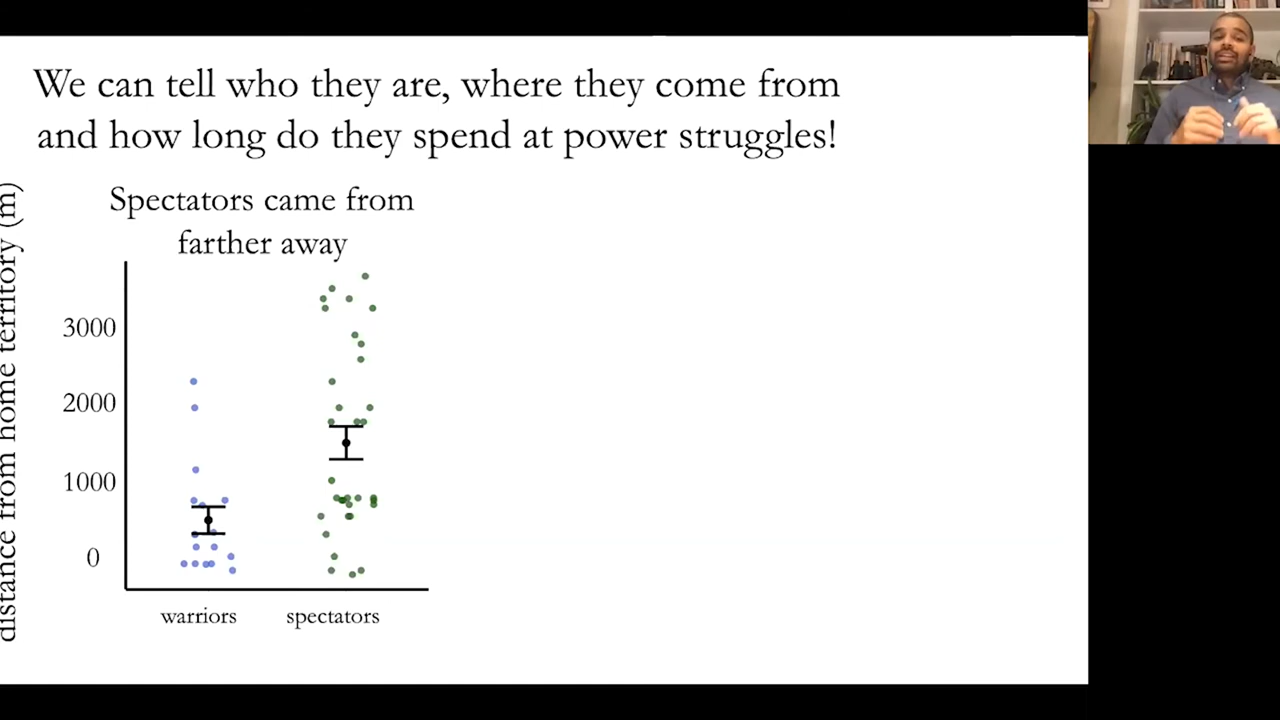 We can tell who they are, where they come from
and how long do they spend at power struggles!
Spectators came from
farther away
distance from home territory (m)
3000
2000
1000
0
warriors
spectators